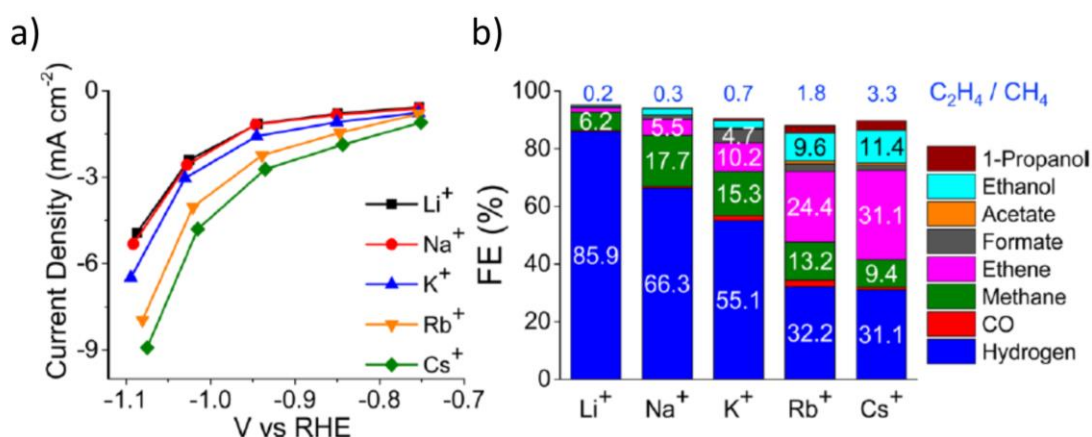 a)
0
-3
-6
-9
Current Density (mA cm⁻²)
Li⁺
Na⁺
K⁺
Rb⁺
Cs⁺
-1.1 -1.0 -0.9 -0.8 -0.7
V vs RHE
b)
0.2 0.3 0.7 1.8 3.3 C₂H₄ / CH₄
100
80
60
40
20
0
FE (%)
6.2
85.9
5.5
17.7
66.3
4.7
10.2
15.3
55.1
9.6
24.4
13.2
32.2
11.4
31.1
9.4
31.1
Li⁺ Na⁺ K⁺ Rb⁺ Cs⁺
1-Propanol
Ethanol
Acetate
Formate
Ethene
Methane
CO
Hydrogen